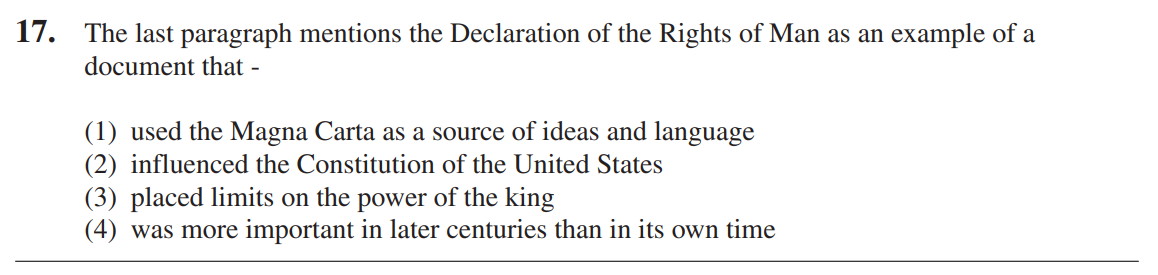 17. The last paragraph mentions the Declaration of the Rights of Man as an example of a
document that -
(1) used the Magna Carta as a source of ideas and language
(2) influenced the Constitution of the United States
(3) placed limits on the power of the king
(4) was more important in later centuries than in its own time